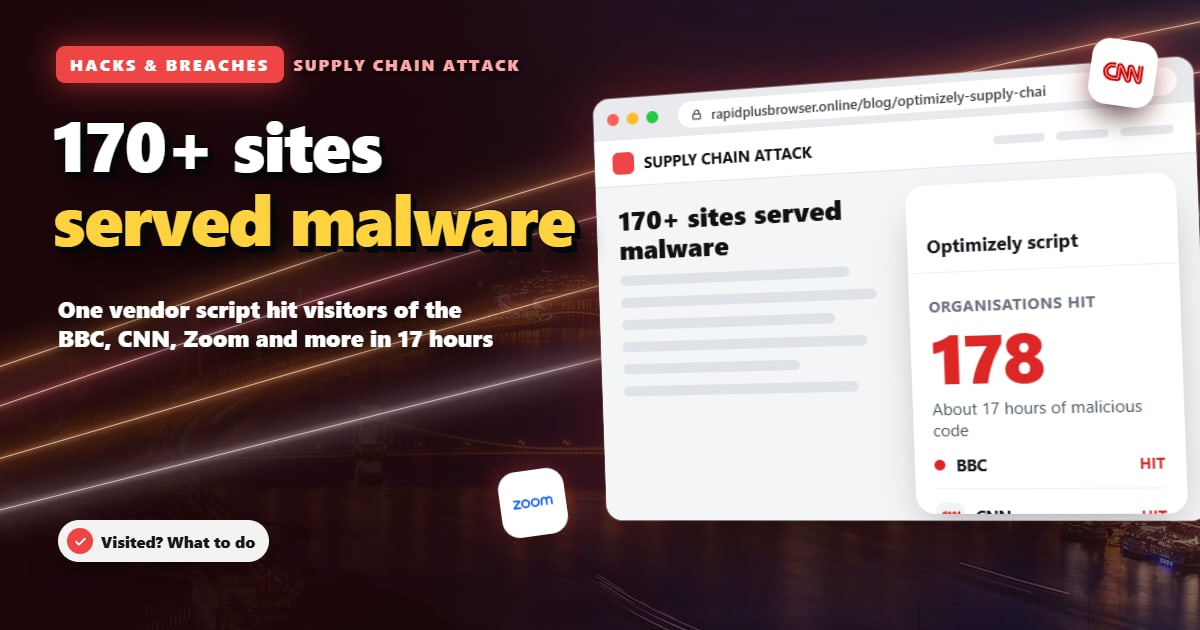 HACKS & BREACHES SUPPLY CHAIN ATTACK
170+ sites
served malware
One vendor script hit visitors of the
BBC, CNN, Zoom and more in 17 hours
Visited? What to do
zoom
CNN
rapidplusbrowser.online/blog/optimizely-supply-chai
SUPPLY CHAIN ATTACK
170+ sites served
malware
Optimizely script
ORGANISATIONS HIT
178
About 17 hours of malicious
code
BBC HIT
CNN HIT